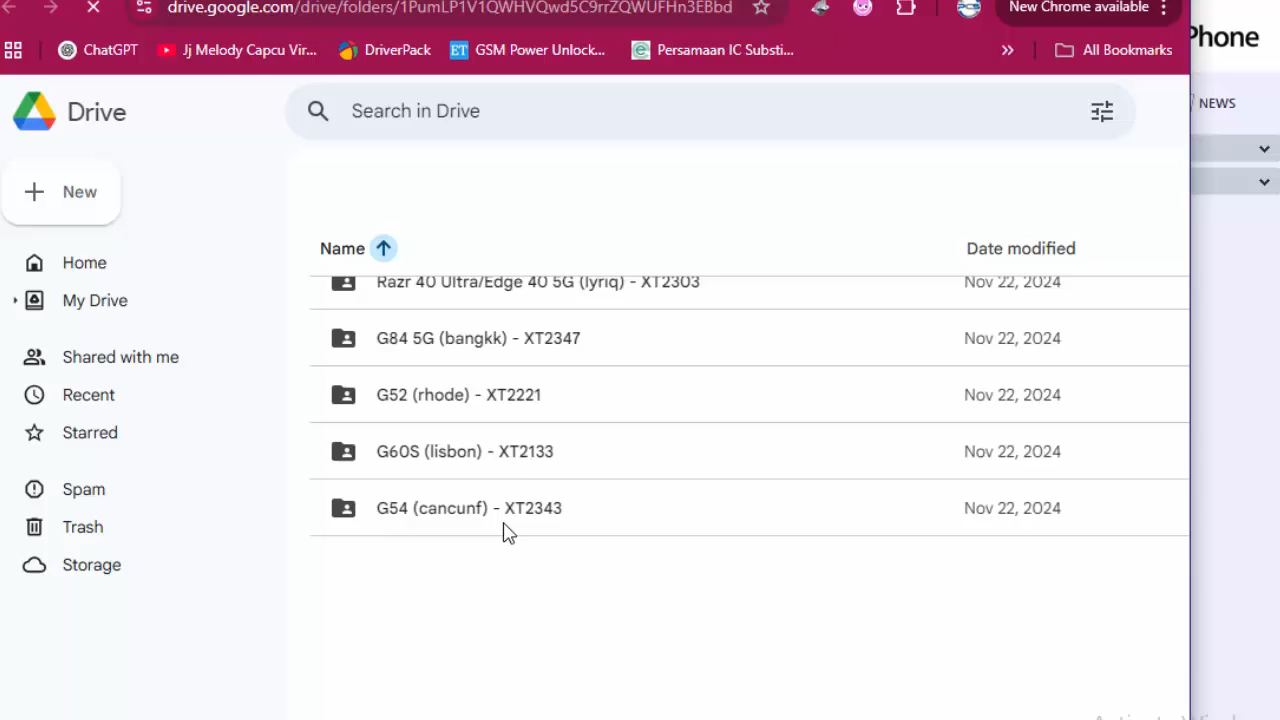 drive.google.com/drive/folders/1PumLP1V1QWHVQwd5C9rrZQWUFHn3EBbd
New Chrome available
ChatGPT
Jj Melody Capcu Vir...
DriverPack
ET
GSM Power Unlock...
Persamaan IC Substi...
»
All Bookmarks
Phone
NEWS
Drive
Search in Drive
New
Home
My Drive
Shared with me
Recent
Starred
Spam
Trash
Storage
Name
Date modified
Razr 40 Ultra/Edge 40 5G (lyriq) - XT2303
Nov 22, 2024
G84 5G (bangkk) - XT2347
Nov 22, 2024
G52 (rhode) - XT2221
Nov 22, 2024
G60S (lisbon) - XT2133
Nov 22, 2024
G54 (cancunf) - XT2343
Nov 22, 2024